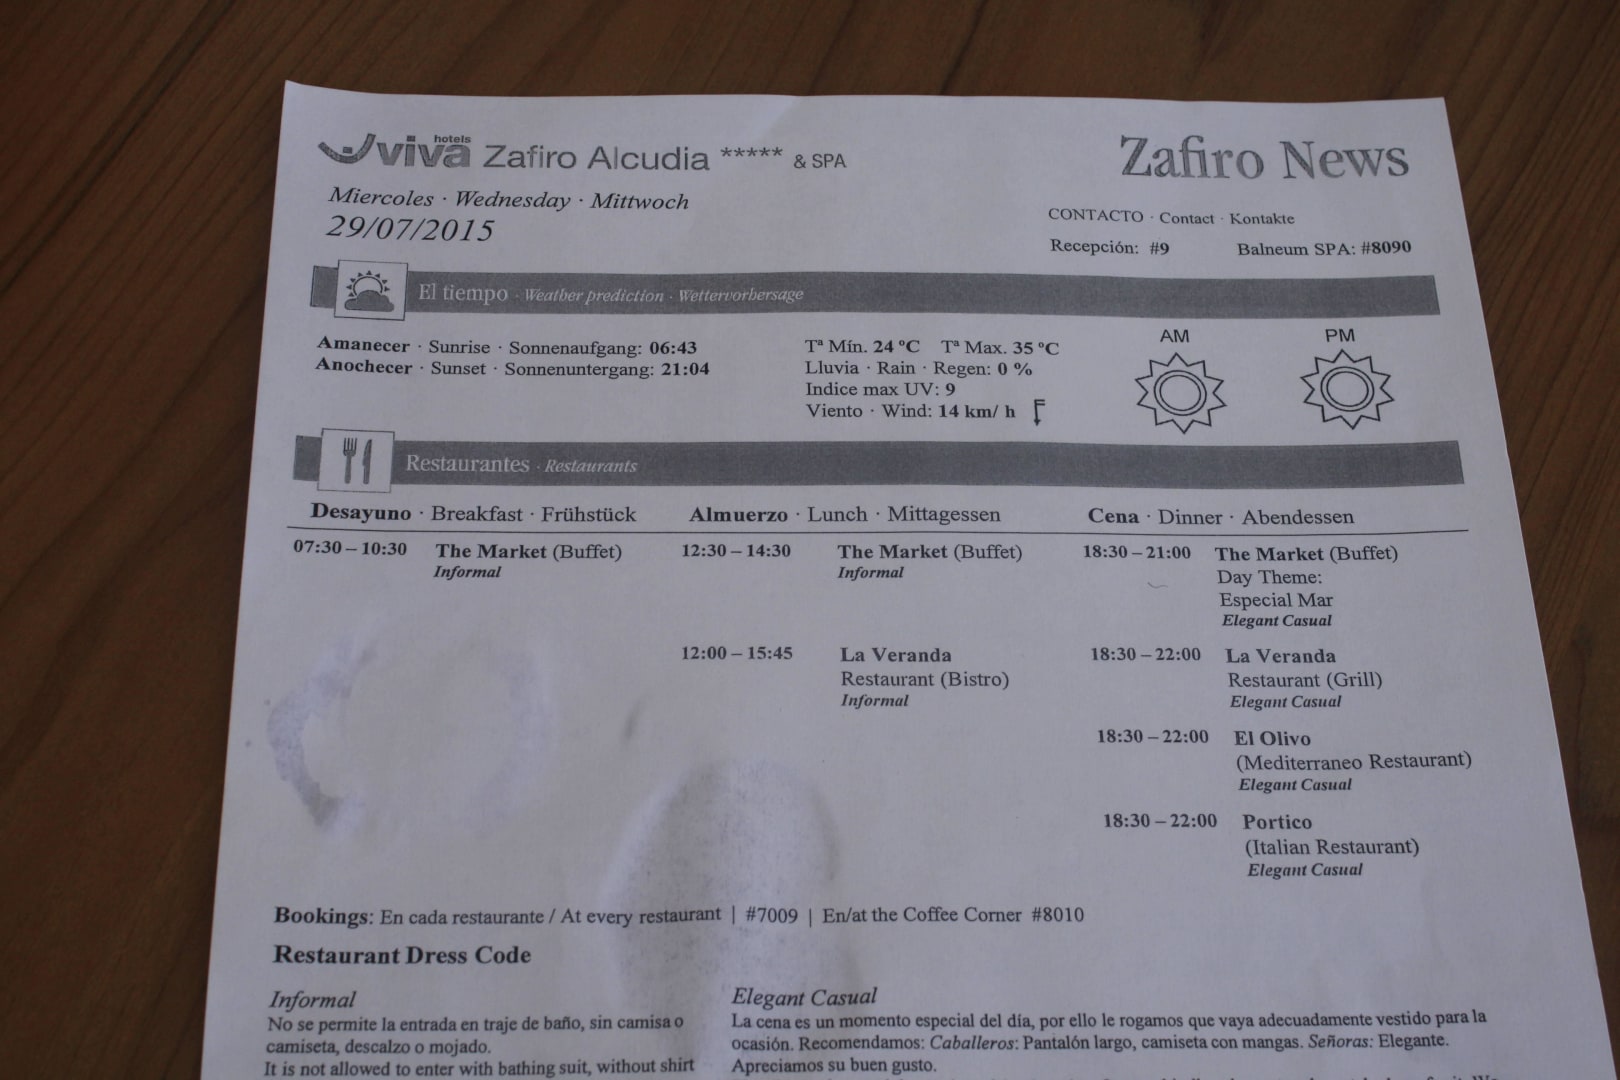 viva hotels Zafiro Alcudia ***** & SPA
Zafiro News
Miercoles · Wednesday · Mittwoch
29/07/2015
CONTACTO · Contact · Kontakte
Recepción: #9 Balneum SPA: #8090
El tiempo · Weather prediction · Wettervorhersage
Amanecer · Sunrise · Sonnenaufgang: 06:43
Anochecer · Sunset · Sonnenuntergang: 21:04
Tª Mín. 24 ºC Tª Max. 35 ºC
Lluvia · Rain · Regen: 0 %
Indice max UV: 9
Viento · Wind: 14 km/ h
AM PM
Restaurantes · Restaurants
Desayuno · Breakfast · Frühstück
07:30 – 10:30 The Market (Buffet)
Informal
Almuerzo · Lunch · Mittagessen
12:30 – 14:30 The Market (Buffet)
Informal
12:00 – 15:45 La Veranda
Restaurant (Bistro)
Informal
Cena · Dinner · Abendessen
18:30 – 21:00 The Market (Buffet)
Day Theme:
Especial Mar
Elegant Casual
18:30 – 22:00 La Veranda
Restaurant (Grill)
Elegant Casual
18:30 – 22:00 El Olivo
(Mediterraneo Restaurant)
Elegant Casual
18:30 – 22:00 Portico
(Italian Restaurant)
Elegant Casual
Bookings: En cada restaurante / At every restaurant | #7009 | En/at the Coffee Corner #8010
Restaurant Dress Code
Informal
No se permite la entrada en traje de baño, sin camisa o
camiseta, descalzo o mojado.
It is not allowed to enter with bathing suit, without shirt
Elegant Casual
La cena es un momento especial del día, por ello le rogamos que vaya adecuadamente vestido para la
ocasión. Recomendamos: Caballeros: Pantalón largo, camiseta con mangas. Señoras: Elegante.
Apreciamos su buen gusto.